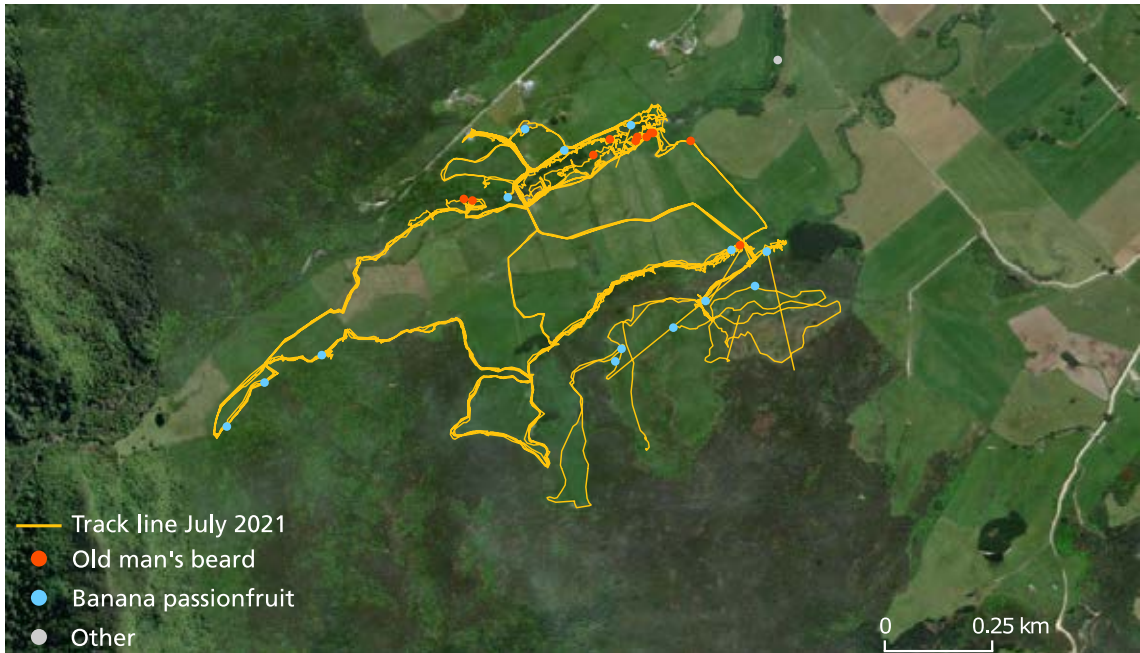 Track line July 2021
Old man's beard
Banana passionfruit
Other
0 0.25 km